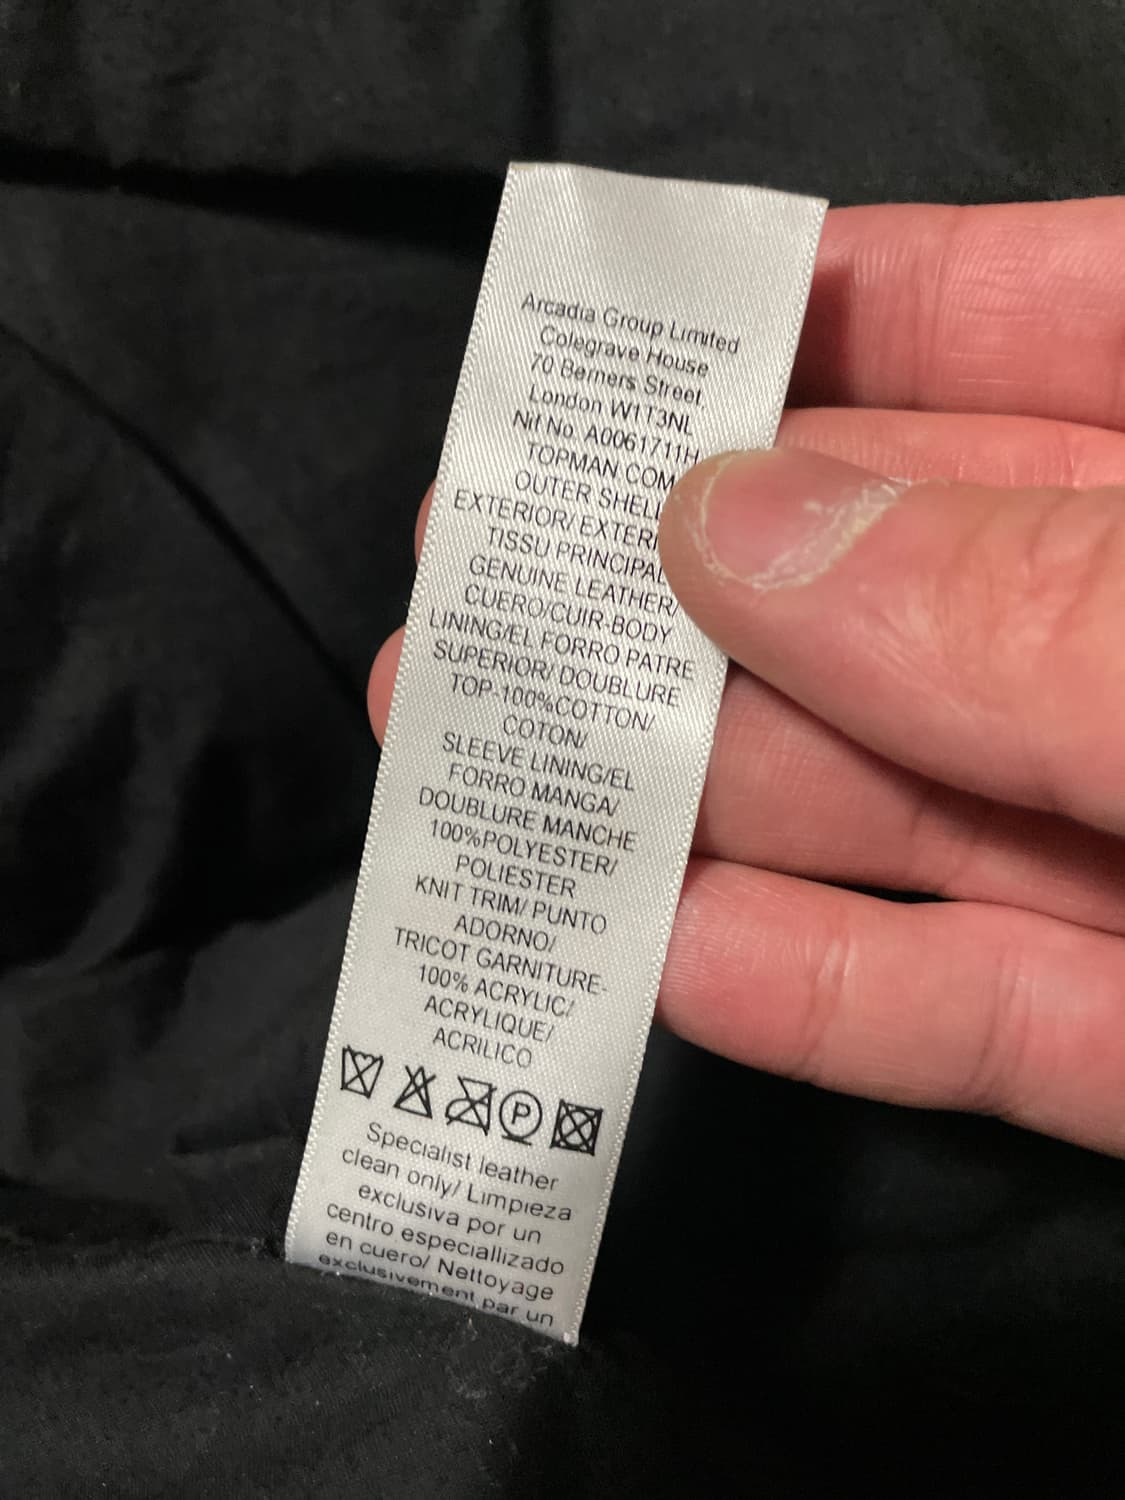 Arcadia Group Limited
Colegrave House
70 Berners Street,
London W1T3NL
Nif No. A0061711H
TOPMAN COM
OUTER SHELL
EXTERIOR/ EXTERI
TISSU PRINCIPAL
GENUINE LEATHER/
CUERO/CUIR-BODY
LINING/EL FORRO PATRE
SUPERIOR/ DOUBLURE
TOP-100%COTTON/
COTON/
SLEEVE LINING/EL
FORRO MANGA/
DOUBLURE MANCHE
100%POLYESTER/
POLIESTER
KNIT TRIM/ PUNTO
ADORNO/
TRICOT GARNITURE-
100% ACRYLIC/
ACRYLIQUE/
ACRILICO
P
Specialist leather
clean only/ Limpieza
exclusiva por un
centro especiallizado
en cuero/ Nettoyage
exclusivement par un